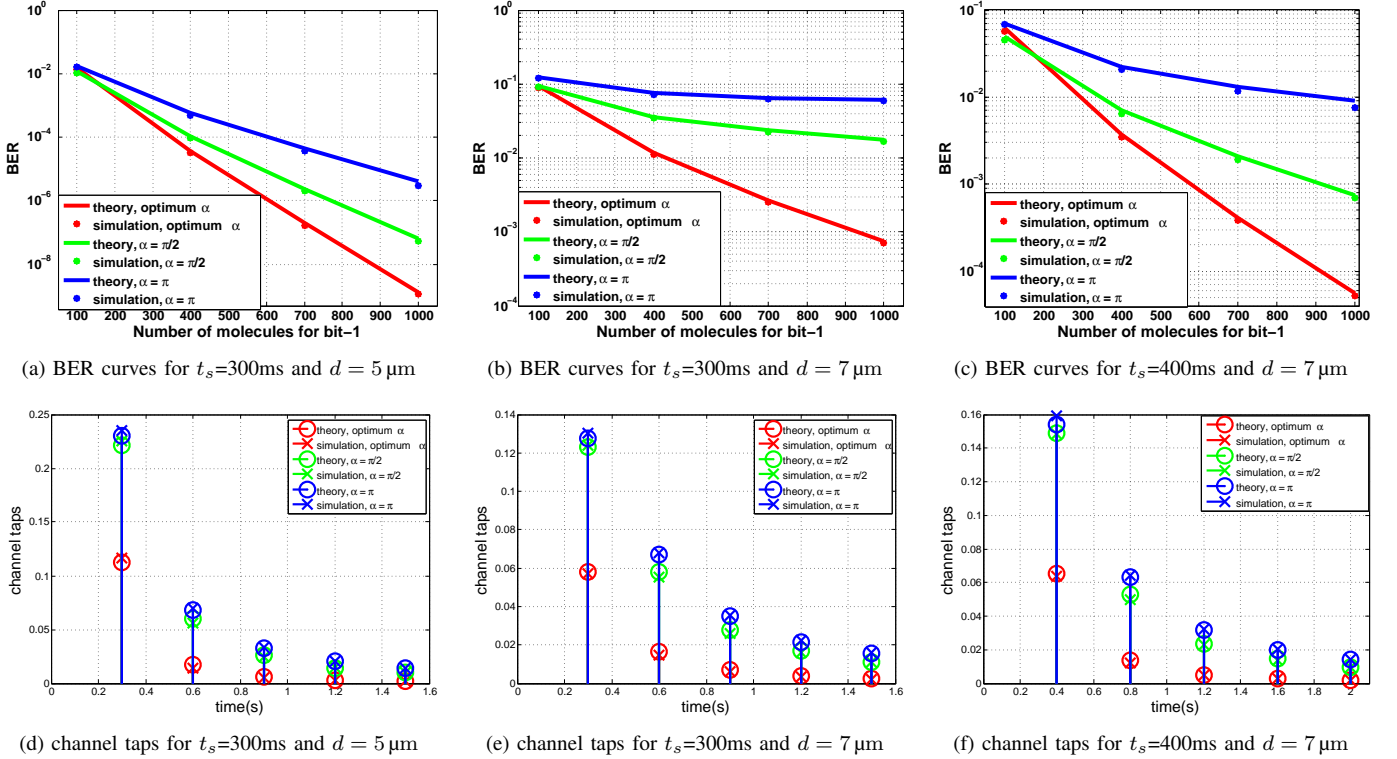 10^0
10^−2
10^−4
10^−6
10^−8
BER
theory, optimum α
simulation, optimum α
theory, α = π/2
simulation, α = π/2
theory, α = π
simulation, α = π
100 200 300 400 500 600 700 800 900 1000
Number of molecules for bit−1
(a) BER curves for t_s=300ms and d = 5 μm
10^0
10^−1
10^−2
10^−3
10^−4
BER
theory, optimum α
simulation, optimum α
theory, α = π/2
simulation, α = π/2
theory, α = π
simulation, α = π
100 200 300 400 500 600 700 800 900 1000
Number of molecules for bit−1
(b) BER curves for t_s=300ms and d = 7 μm
10^−1
10^−2
10^−3
10^−4
BER
theory, optimum α
simulation, optimum α
theory, α = π/2
simulation, α = π/2
theory, α = π
simulation, α = π
100 200 300 400 500 600 700 800 900 1000
Number of molecules for bit−1
(c) BER curves for t_s=400ms and d = 7 μm
0.25
0.2
0.15
0.1
0.05
0
channel taps
theory, optimum α
simulation, optimum α
theory, α = π/2
simulation, α = π/2
theory, α = π
simulation, α = π
0 0.2 0.4 0.6 0.8 1 1.2 1.4 1.6
time(s)
(d) channel taps for t_s=300ms and d = 5 μm
0.14
0.12
0.1
0.08
0.06
0.04
0.02
0
channel taps
theory, optimum α
simulation, optimum α
theory, α = π/2
simulation, α = π/2
theory, α = π
simulation, α = π
0 0.2 0.4 0.6 0.8 1 1.2 1.4 1.6
time(s)
(e) channel taps for t_s=300ms and d = 7 μm
0.16
0.14
0.12
0.1
0.08
0.06
0.04
0.02
0
channel taps
theory, optimum α
simulation, optimum α
theory, α = π/2
simulation, α = π/2
theory, α = π
simulation, α = π
0 0.2 0.4 0.6 0.8 1 1.2 1.4 1.6 1.8 2
time(s)
(f) channel taps for t_s=400ms and d = 7 μm